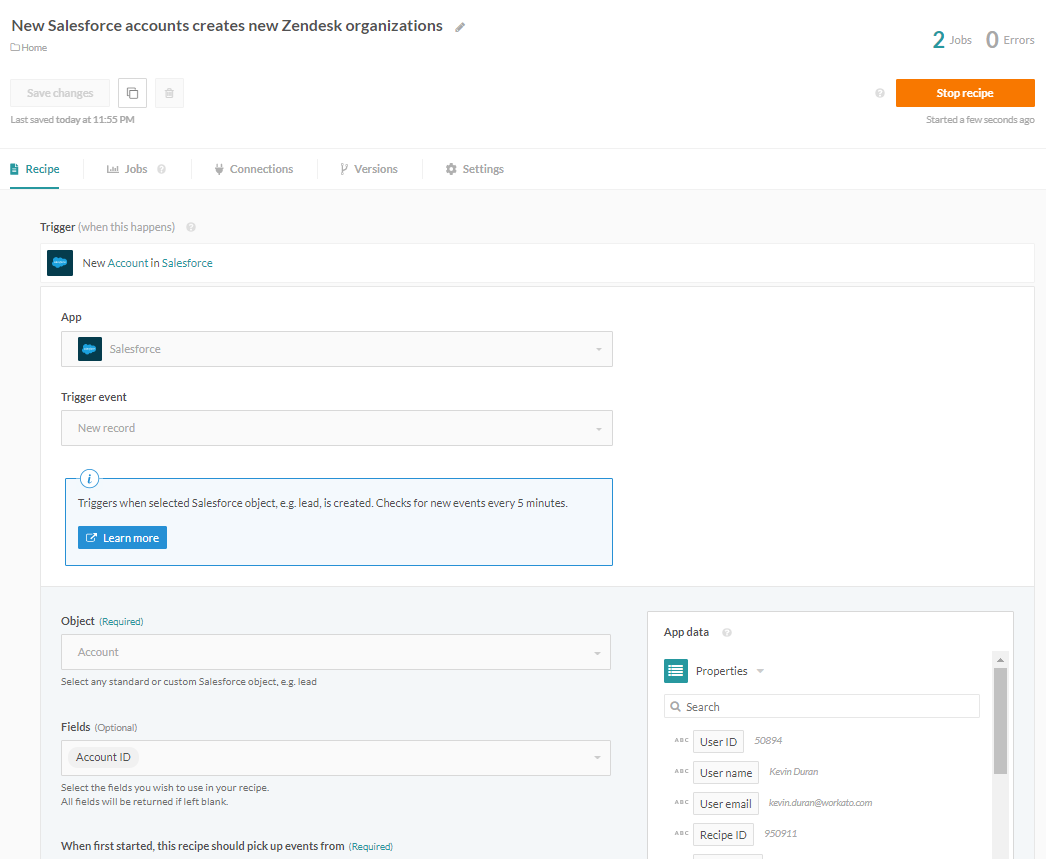 New Salesforce accounts creates new Zendesk organizations
Home
2 Jobs 0 Errors
Save changes
Stop recipe
Last saved today at 11:55 PM
Started a few seconds ago
Recipe
Jobs
Connections
Versions
Settings
Trigger (when this happens)
New Account in Salesforce
App
Salesforce
Trigger event
New record
Triggers when selected Salesforce object, e.g. lead, is created. Checks for new events every 5 minutes.
Learn more
Object (Required)
Account
Select any standard or custom Salesforce object, e.g. lead
Fields (Optional)
Account ID
Select the fields you wish to use in your recipe.
All fields will be returned if left blank.
When first started, this recipe should pick up events from (Required)
App data
Properties
Search
ABC User ID 50894
ABC User name Kevin Duran
ABC User email kevin.duran@workato.com
ABC Recipe ID 950911